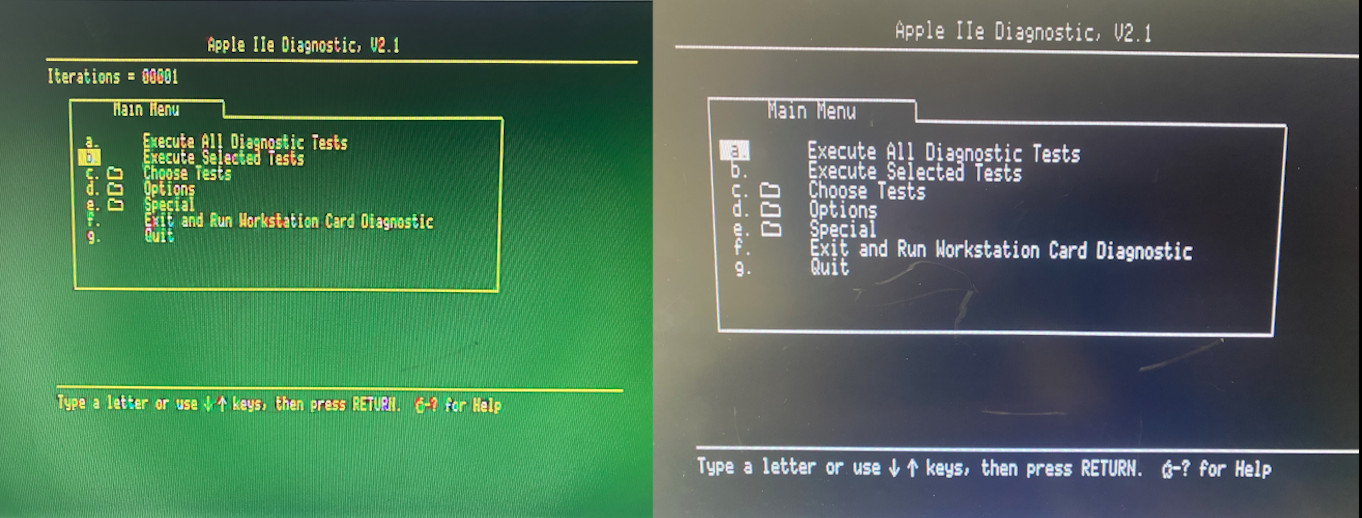 Apple IIe Diagnostic, V2.1
Iterations = 00001
Main Menu
a. Execute All Diagnostic Tests
b. Execute Selected Tests
c. Choose Tests
d. Options
e. Special
f. Exit and Run Workstation Card Diagnostic
g. Quit
Type a letter or use ↓↑ keys, then press RETURN. -? for Help
Apple IIe Diagnostic, V2.1
Main Menu
a. Execute All Diagnostic Tests
b. Execute Selected Tests
c. Choose Tests
d. Options
e. Special
f. Exit and Run Workstation Card Diagnostic
g. Quit
Type a letter or use ↓↑ keys, then press RETURN. -? for Help